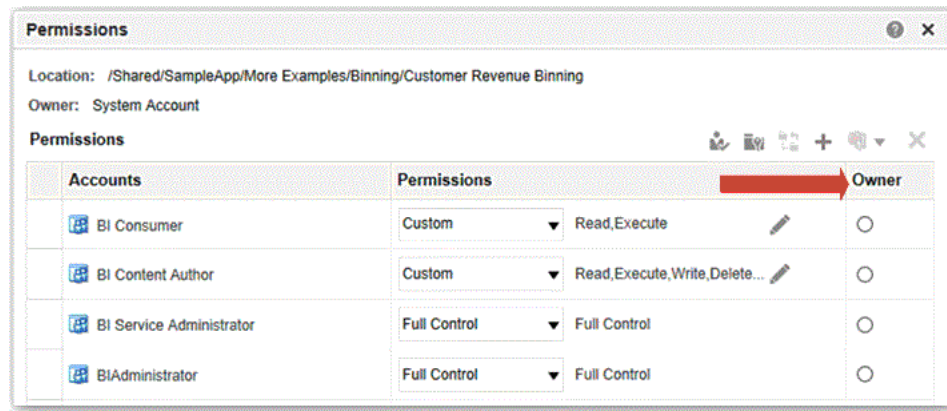 Permissions
Location: /Shared/SampleApp/More Examples/Binning/Customer Revenue Binning
Owner: System Account
Permissions
Accounts Permissions Owner
BI Consumer Custom Read,Execute
BI Content Author Custom Read,Execute,Write,Delete...
BI Service Administrator Full Control Full Control
BIAdministrator Full Control Full Control